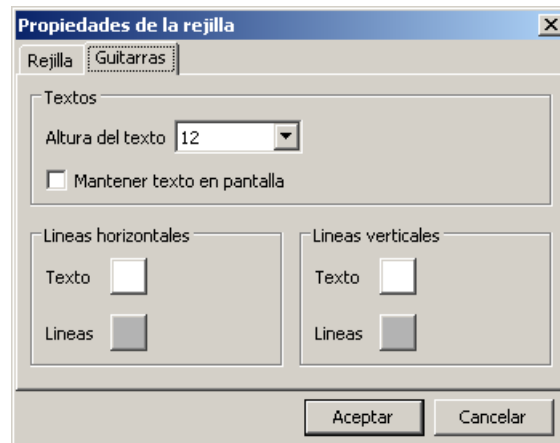 Propiedades de la rejilla
Rejilla Guitarras
Textos
Altura del texto 12
Mantener texto en pantalla
Lineas horizontales Lineas verticales
Texto Texto
Lineas Lineas
Aceptar Cancelar